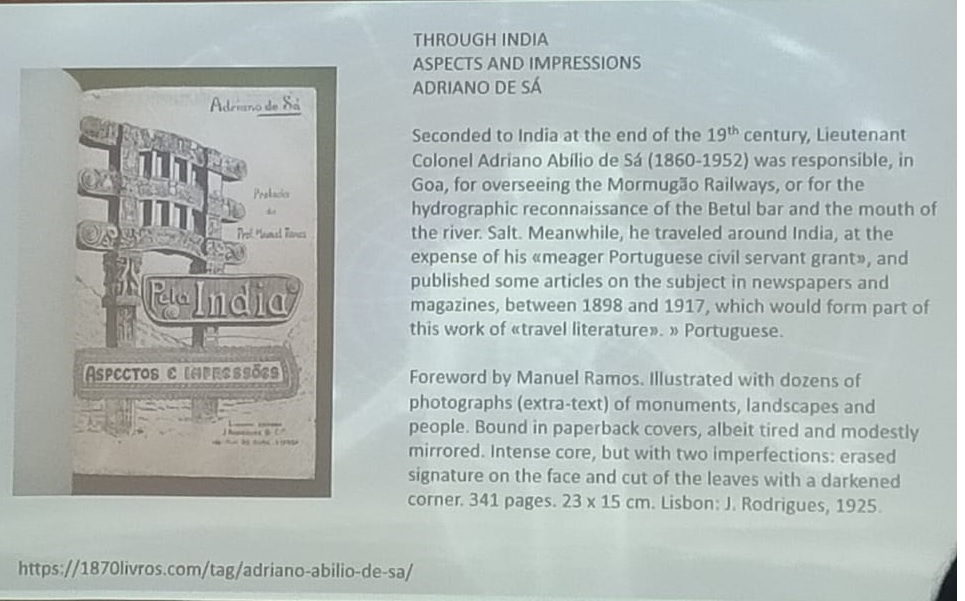 THROUGH INDIA
ASPECTS AND IMPRESSIONS
ADRIANO DE SÁ
Seconded to India at the end of the 19th century, Lieutenant
Colonel Adriano Abílio de Sá (1860-1952) was responsible, in
Goa, for overseeing the Mormugão Railways, or for the
hydrographic reconnaissance of the Betul bar and the mouth of
the river. Salt. Meanwhile, he traveled around India, at the
expense of his «meager Portuguese civil servant grant», and
published some articles on the subject in newspapers and
magazines, between 1898 and 1917, which would form part of
this work of «travel literature». » Portuguese.
Foreword by Manuel Ramos. Illustrated with dozens of
photographs (extra-text) of monuments, landscapes and
people. Bound in paperback covers, albeit tired and modestly
mirrored. Intense core, but with two imperfections: erased
signature on the face and cut of the leaves with a darkened
corner. 341 pages. 23 x 15 cm. Lisbon: J. Rodrigues, 1925.
Adriano de Sá
Prof. Manuel Ramos
Pela India
ASPECTOS E IMPRESSÕES
https://1870livros.com/tag/adriano-abilio-de-sa/